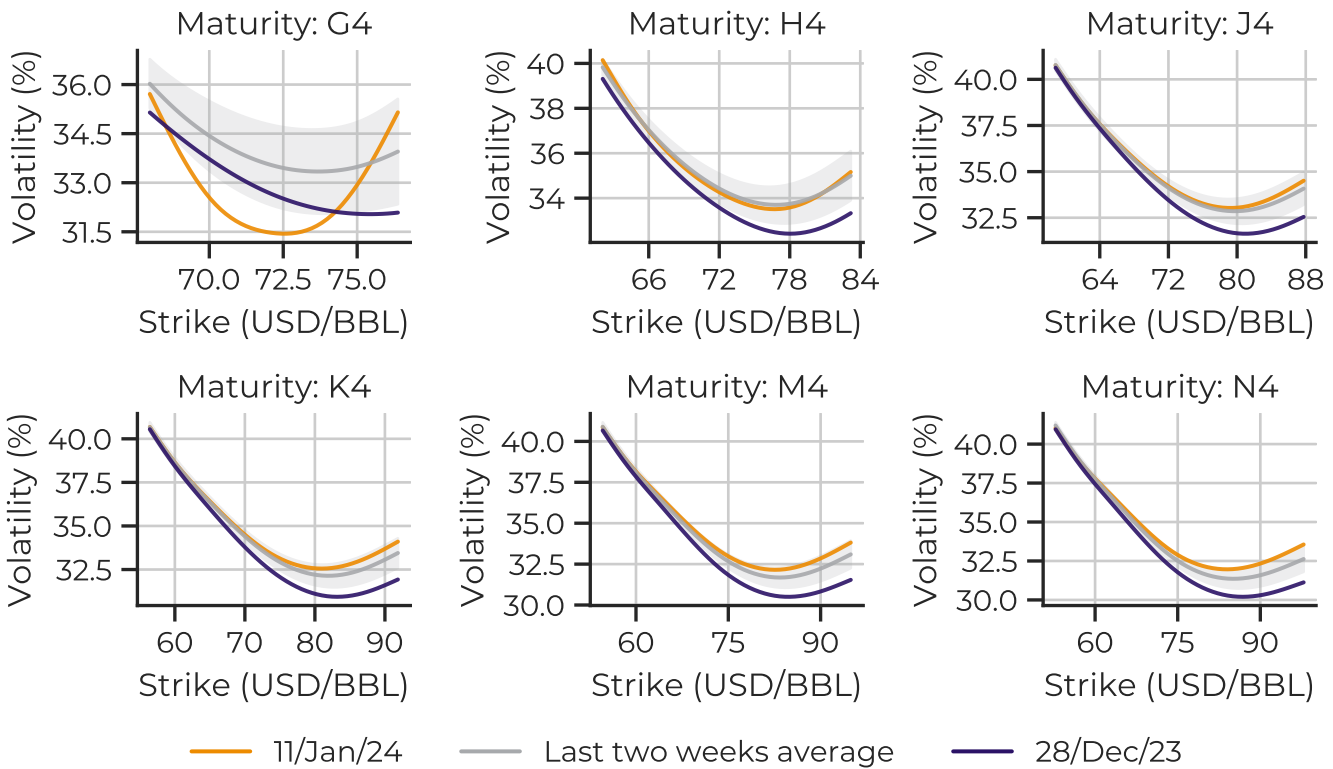 Maturity: G4
Volatility (%)
36.0
34.5
33.0
31.5
70.0 72.5 75.0
Strike (USD/BBL)
Maturity: H4
Volatility (%)
40
38
36
34
66 72 78 84
Strike (USD/BBL)
Maturity: J4
Volatility (%)
40.0
37.5
35.0
32.5
64 72 80 88
Strike (USD/BBL)
Maturity: K4
Volatility (%)
40.0
37.5
35.0
32.5
60 70 80 90
Strike (USD/BBL)
Maturity: M4
Volatility (%)
40.0
37.5
35.0
32.5
30.0
60 75 90
Strike (USD/BBL)
Maturity: N4
Volatility (%)
40.0
37.5
35.0
32.5
30.0
60 75 90
Strike (USD/BBL)
11/Jan/24 Last two weeks average 28/Dec/23